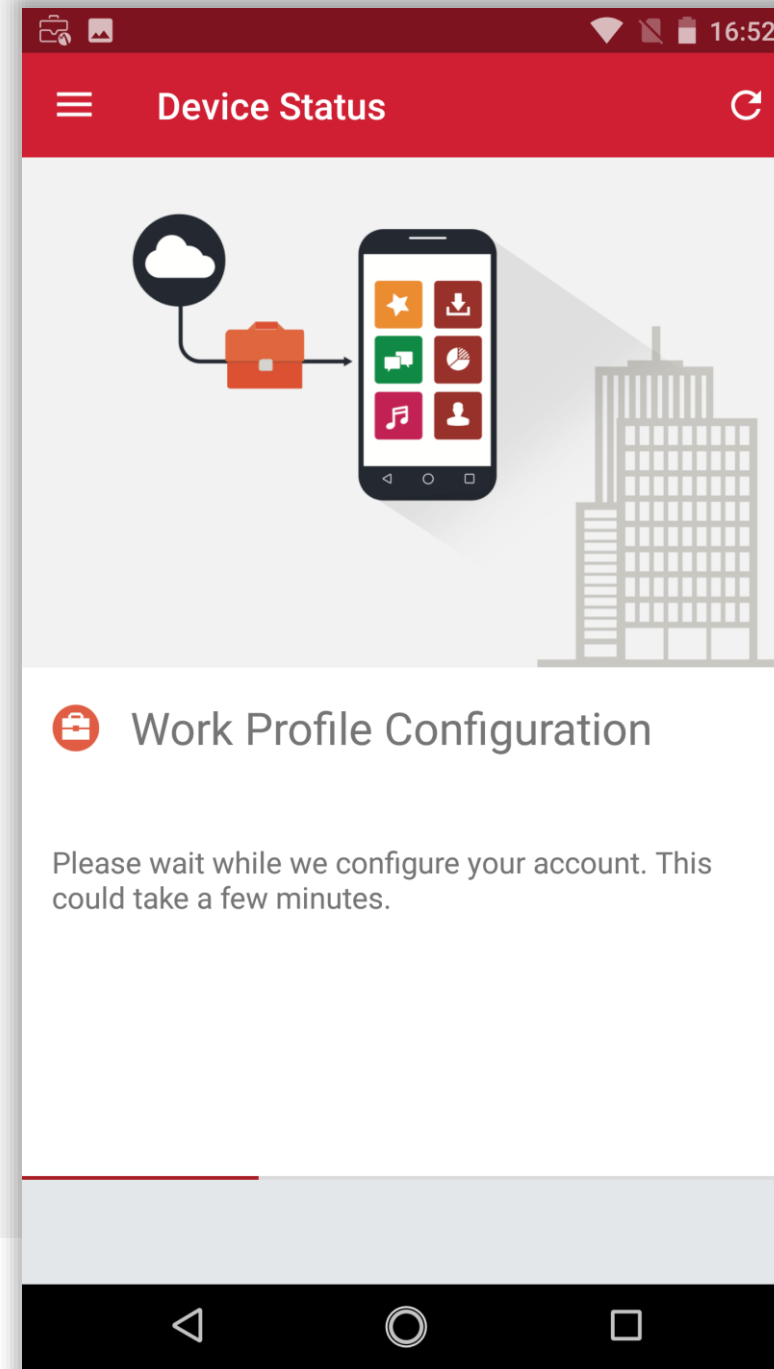 16:52
Device Status
Work Profile Configuration
Please wait while we configure your account. This
could take a few minutes.